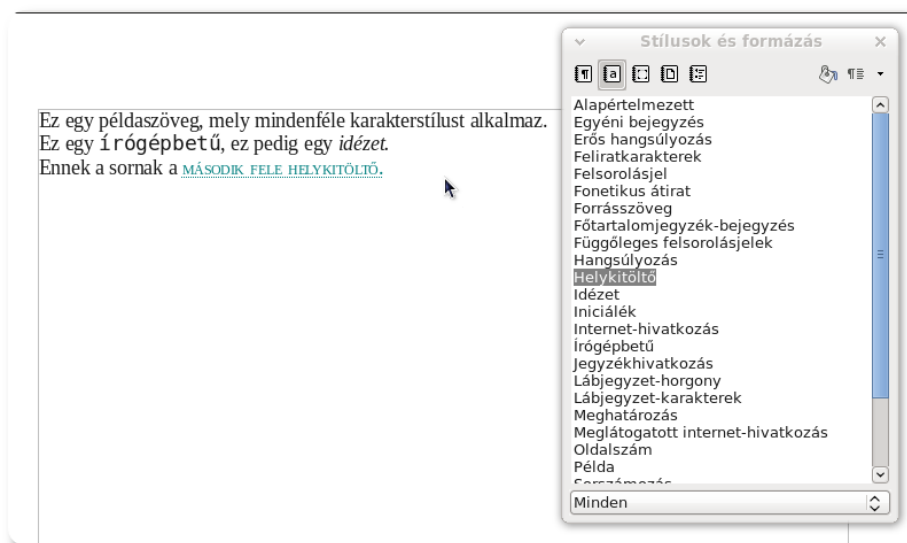 Stílusok és formázás
Ez egy példaszöveg, mely mindenféle karakterstílust alkalmaz.
Ez egy írógépbetű, ez pedig egy idézet.
Ennek a sornak a MÁSODIK FELE HELYKITÖLTŐ.
Alapértelmezett
Egyéni bejegyzés
Erős hangsúlyozás
Feliratkarakterek
Felsorolásjel
Fonetikus átirat
Forrásszöveg
Főtartalomjegyzék-bejegyzés
Függőleges felsorolásjelek
Hangsúlyozás
Helykitöltő
Idézet
Iniciálék
Internet-hivatkozás
Írógépbetű
Jegyzékhivatkozás
Lábjegyzet-horgony
Lábjegyzet-karakterek
Meghatározás
Meglátogatott internet-hivatkozás
Oldalszám
Példa
Sorszámozás
Minden